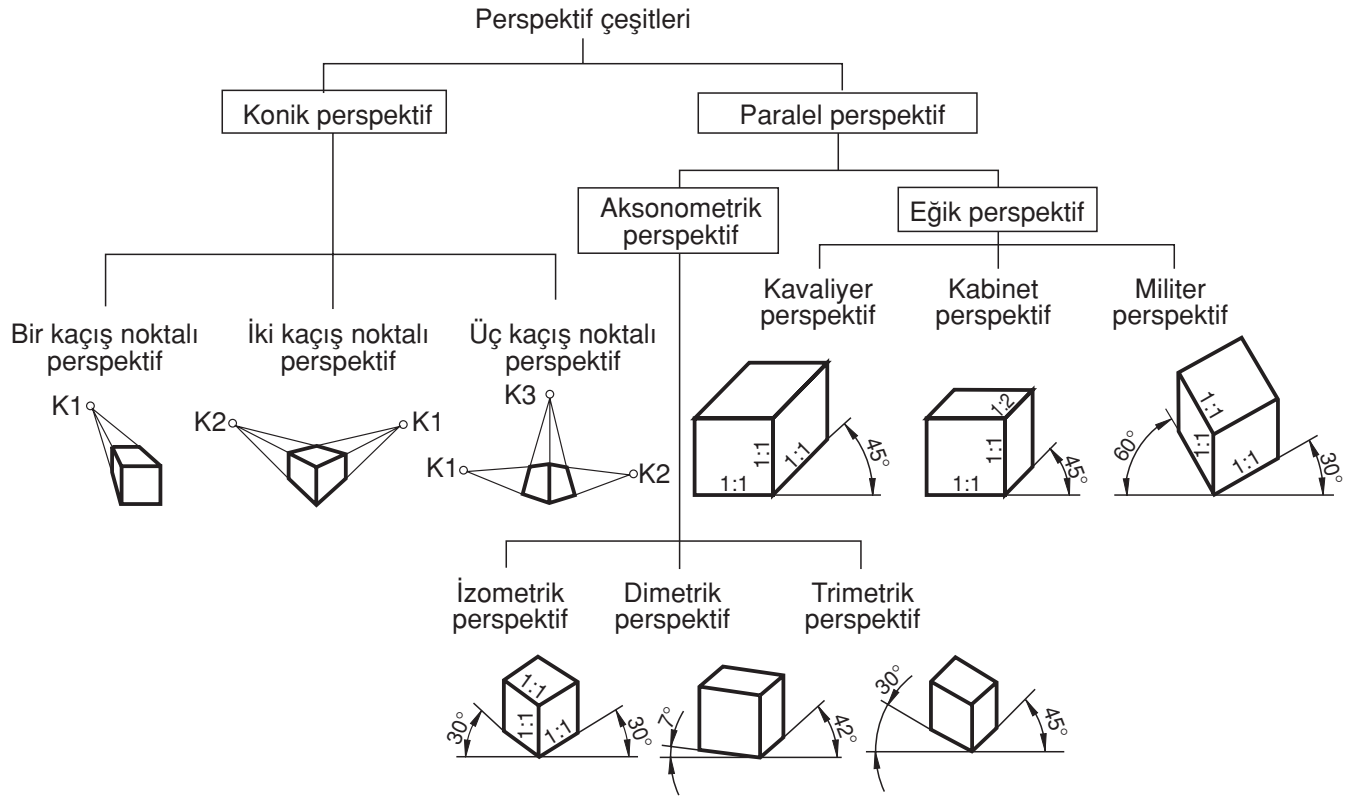 Perspektif çeşitleri
Konik perspektif
Paralel perspektif
Aksonometrik
perspektif
Eğik perspektif
Bir kaçış noktalı
perspektif
İki kaçış noktalı
perspektif
Üç kaçış noktalı
perspektif
Kavaliyer
perspektif
Kabinet
perspektif
Militer
perspektif
K1
K2
K1
K3
K1
K2
1:1
1:1
1:1
45°
1:1
1:1
1:2
45°
60°
1:1
1:1
1:1
30°
İzometrik
perspektif
Dimetrik
perspektif
Trimetrik
perspektif
30°
1:1
1:1
1:1
30°
7°
42°
30°
45°